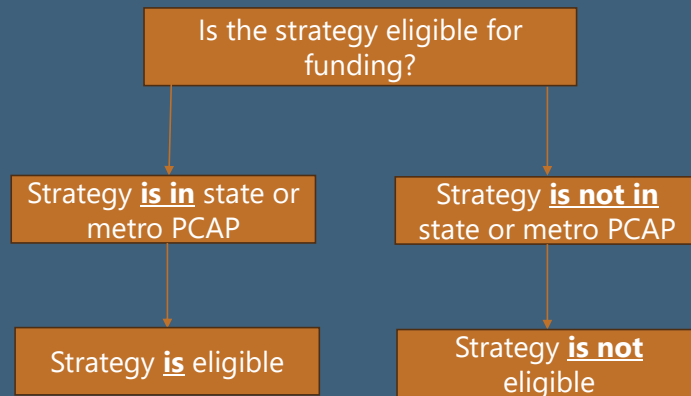 Is the strategy eligible for
funding?
Strategy is in state or
metro PCAP
Strategy is not in
state or metro PCAP
Strategy is eligible
Strategy is not
eligible